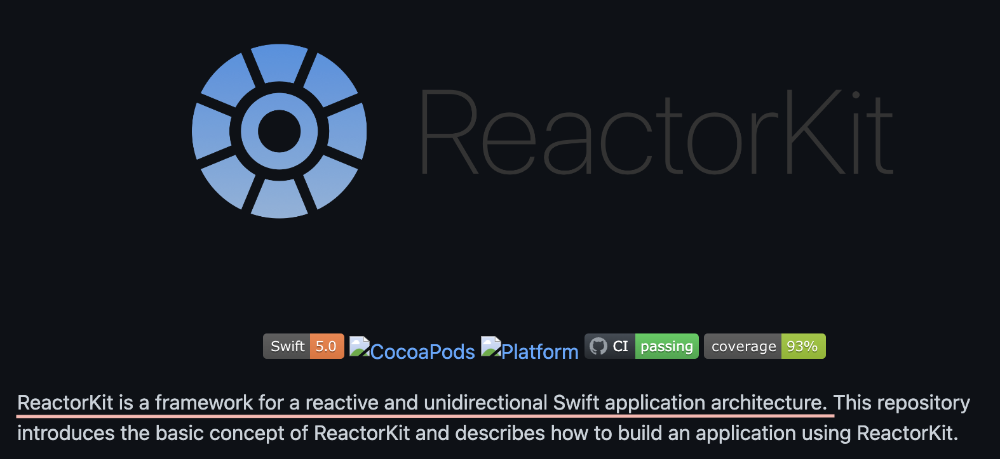 ReactorKit
Swift 5.0 CocoaPods Platform CI passing coverage 93%
ReactorKit is a framework for a reactive and unidirectional Swift application architecture. This repository
introduces the basic concept of ReactorKit and describes how to build an application using ReactorKit.